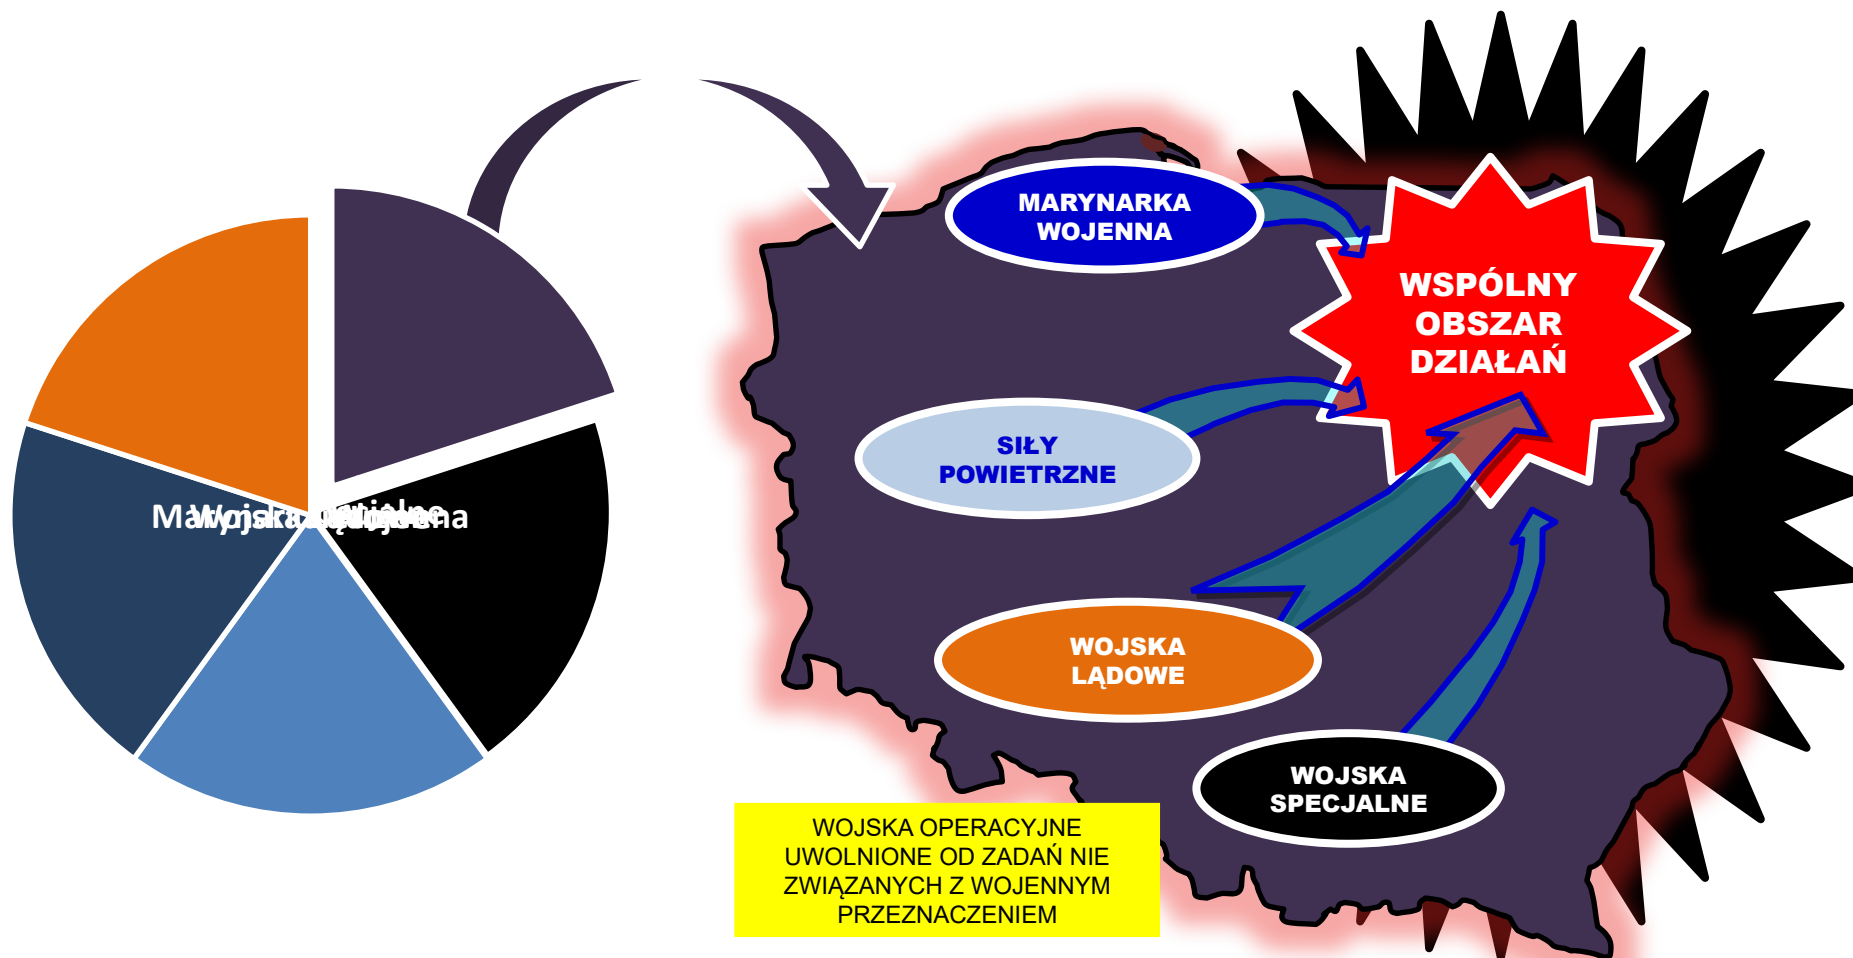 MARYNARKA
WOJENNA
WSPÓLNY
OBSZAR
DZIAŁAŃ
SIŁY
POWIETRZNE
WOJSKA
LĄDOWE
WOJSKA
SPECJALNE
WOJSKA OPERACYJNE
UWOLNIONE OD ZADAŃ NIE
ZWIĄZANYCH Z WOJENNYM
PRZEZNACZENIEM